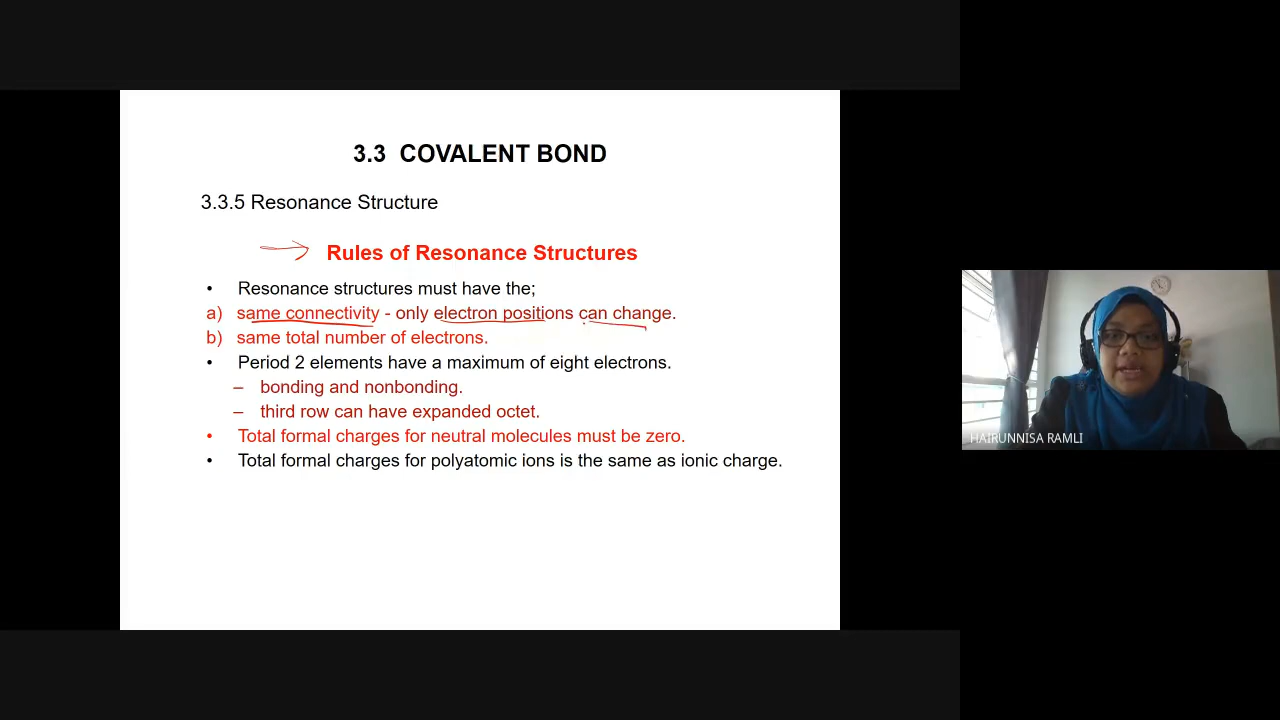 3.3 COVALENT BOND
3.3.5 Resonance Structure
Rules of Resonance Structures
• Resonance structures must have the;
a) same connectivity - only electron positions can change.
b) same total number of electrons.
• Period 2 elements have a maximum of eight electrons.
– bonding and nonbonding.
– third row can have expanded octet.
• Total formal charges for neutral molecules must be zero.
• Total formal charges for polyatomic ions is the same as ionic charge.
HAIRUNNISA RAMLI